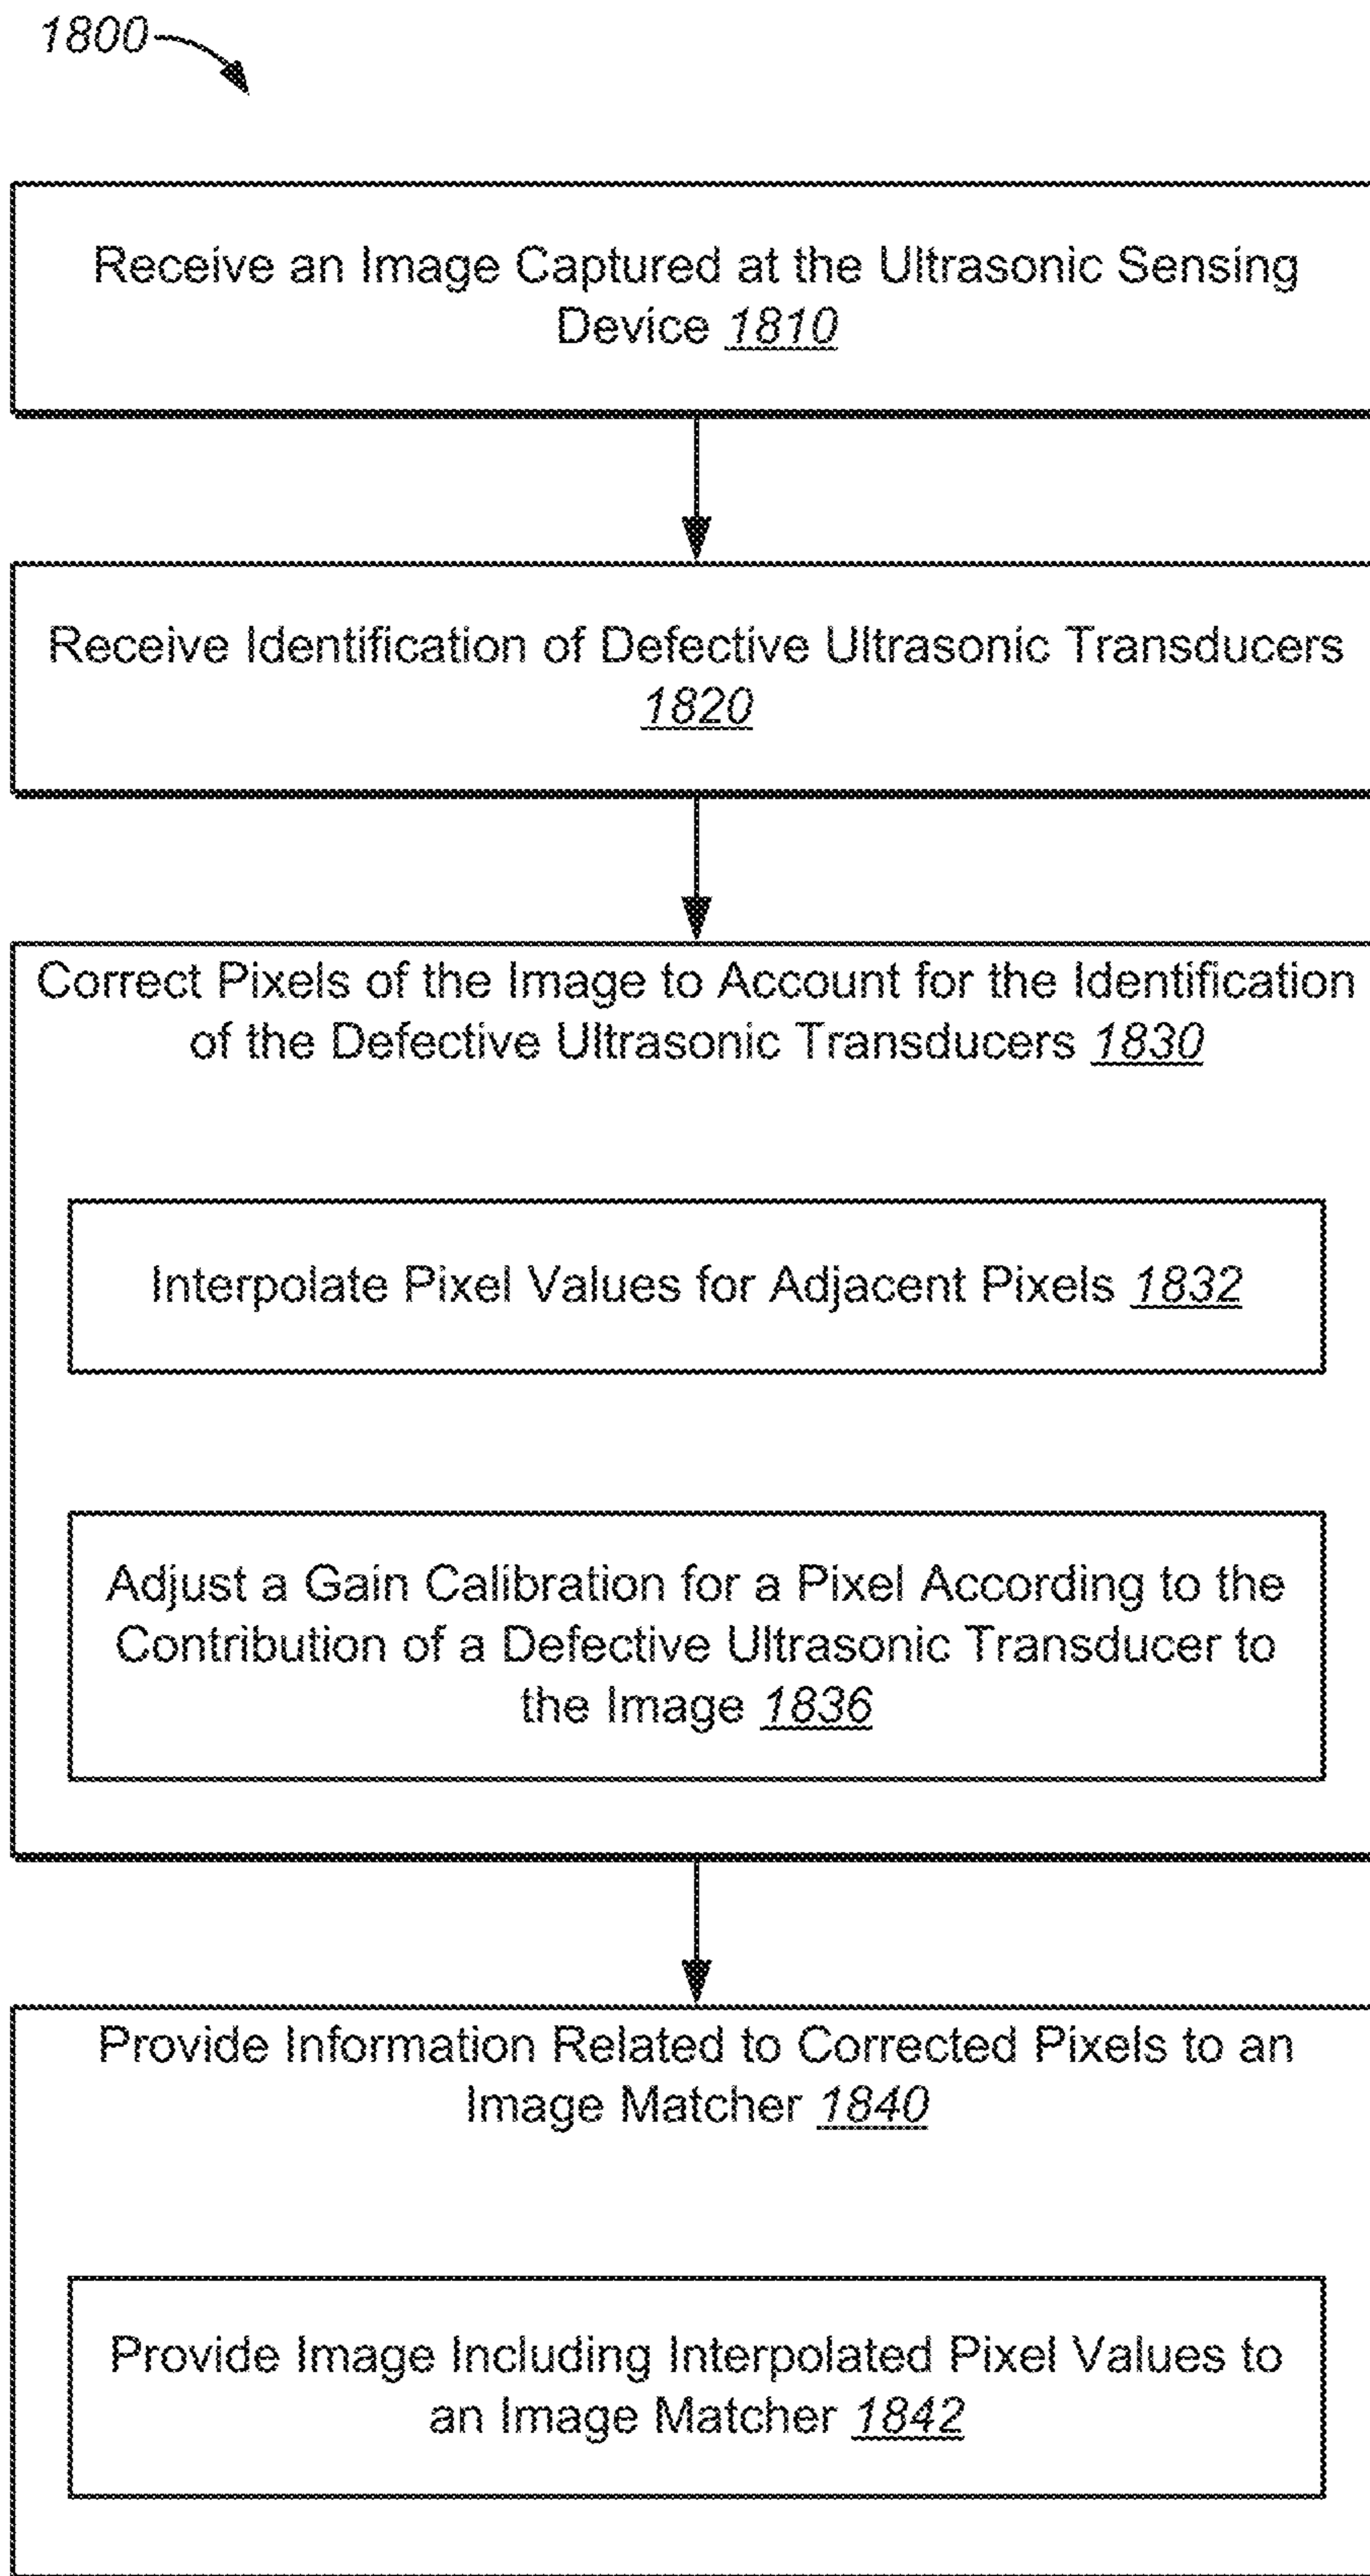 1800
Receive an Image Captured at the Ultrasonic Sensing
Device 1810
Receive Identification of Defective Ultrasonic Transducers
1820
Correct Pixels of the Image to Account for the Identification
of the Defective Ultrasonic Transducers 1830
Interpolate Pixel Values for Adjacent Pixels 1832
Adjust a Gain Calibration for a Pixel According to the
Contribution of a Defective Ultrasonic Transducer to
the Image 1836
Provide Information Related to Corrected Pixels to an
Image Matcher 1840
Provide Image Including Interpolated Pixel Values to
an Image Matcher 1842